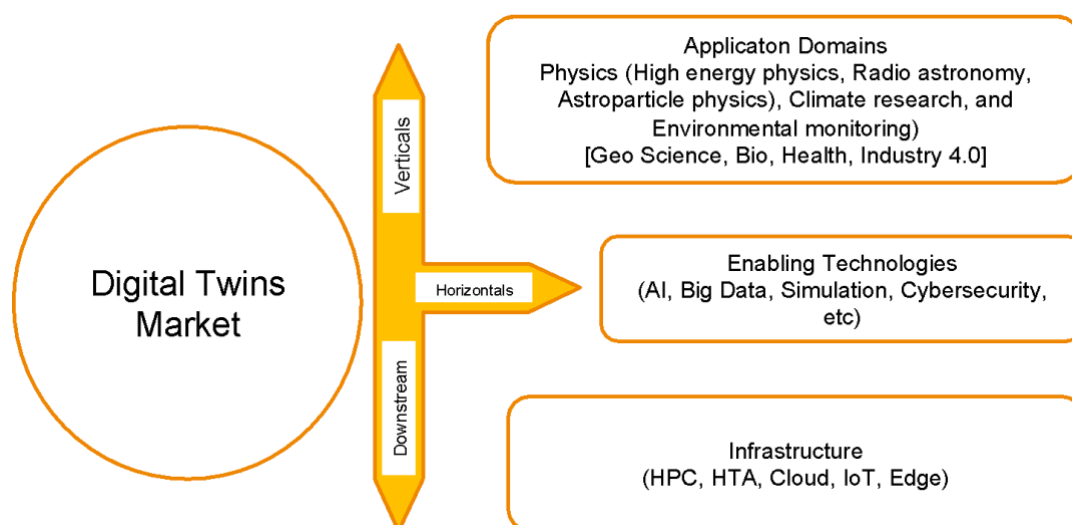 Digital Twins
Market
Verticals
Horizontals
Downstream
Applicaton Domains
Physics (High energy physics, Radio astronomy,
Astroparticle physics), Climate research, and
Environmental monitoring)
[Geo Science, Bio, Health, Industry 4.0]
Enabling Technologies
(AI, Big Data, Simulation, Cybersecurity,
etc)
Infrastructure
(HPC, HTA, Cloud, IoT, Edge)